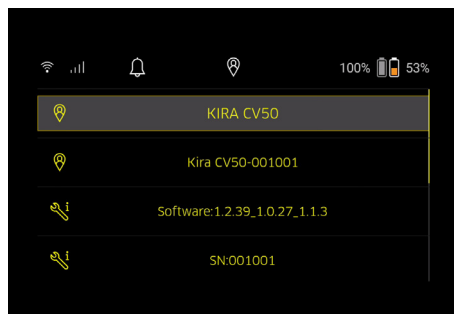 100% 53%
KIRA CV50
Kira CV50-001001
Software:1.2.39_1.0.27_1.1.3
i
SN:001001
i